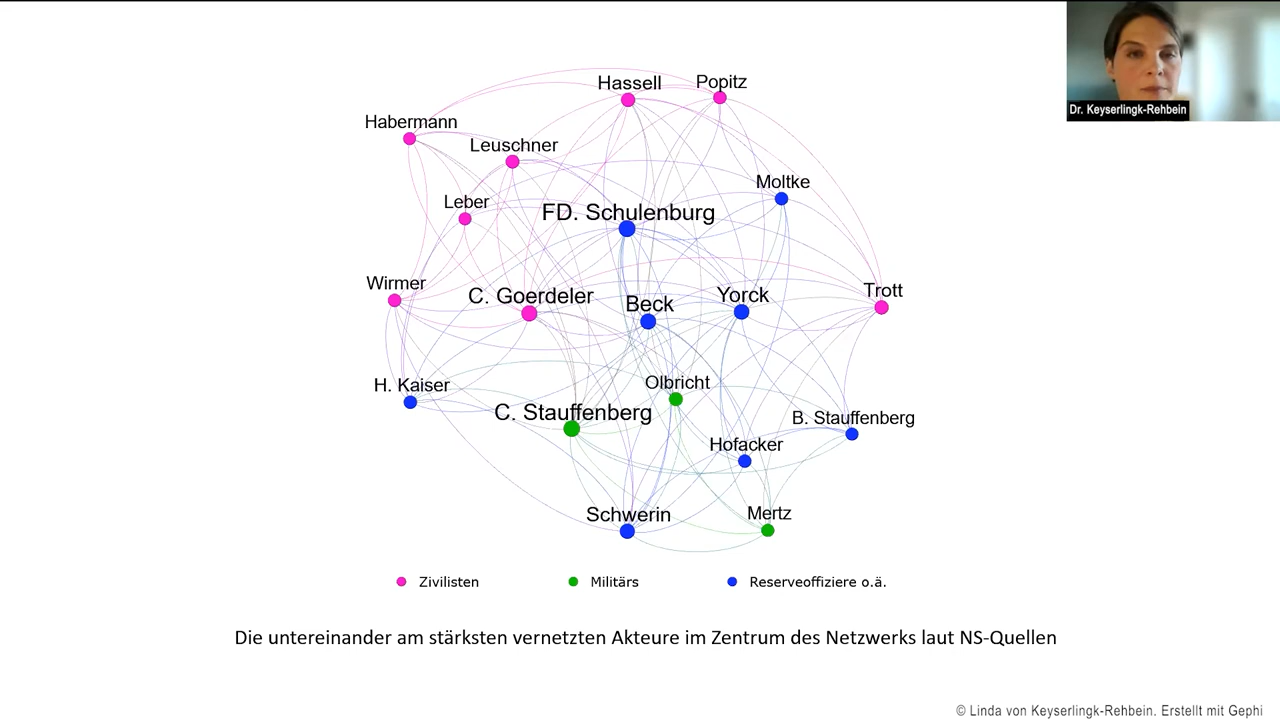 Hassell
Popitz
Dr. Keyserlingk-Rehbein
Habermann
Leuschner
Moltke
Leber
FD. Schulenburg
Wirmer
C. Goerdeler
Beck
Yorck
Trott
H. Kaiser
Olbricht
C. Stauffenberg
B. Stauffenberg
Hofacker
Schwerin
Mertz
Zivilisten
Militärs
Reserveoffiziere o.ä.
Die untereinander am stärksten vernetzten Akteure im Zentrum des Netzwerks laut NS-Quellen
© Linda von Keyserlingk-Rehbein. Erstellt mit Gephi